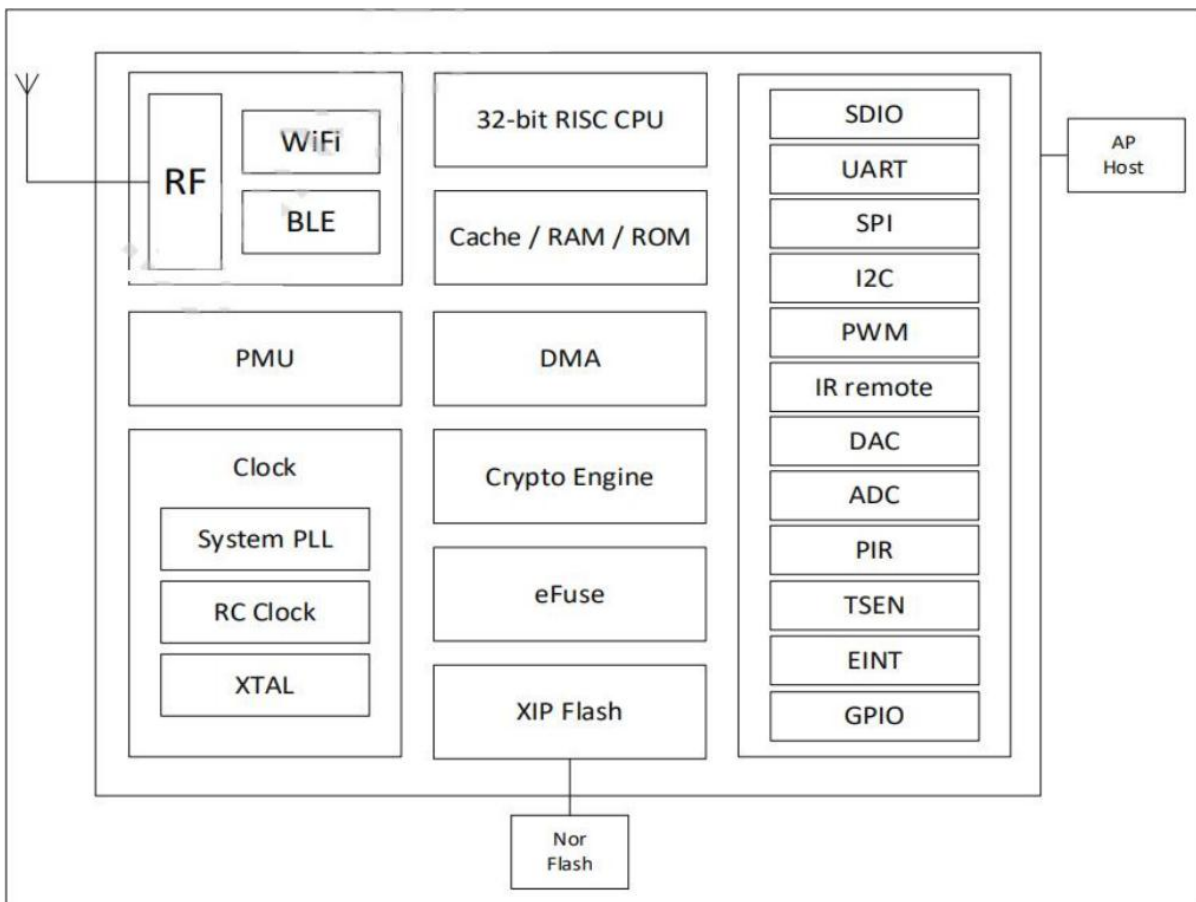 RF
WiFi
BLE
PMU
Clock
System PLL
RC Clock
XTAL
32-bit RISC CPU
Cache / RAM / ROM
DMA
Crypto Engine
eFuse
XIP Flash
Nor
Flash
SDIO
UART
SPI
I2C
PWM
IR remote
DAC
ADC
PIR
TSEN
EINT
GPIO
AP
Host